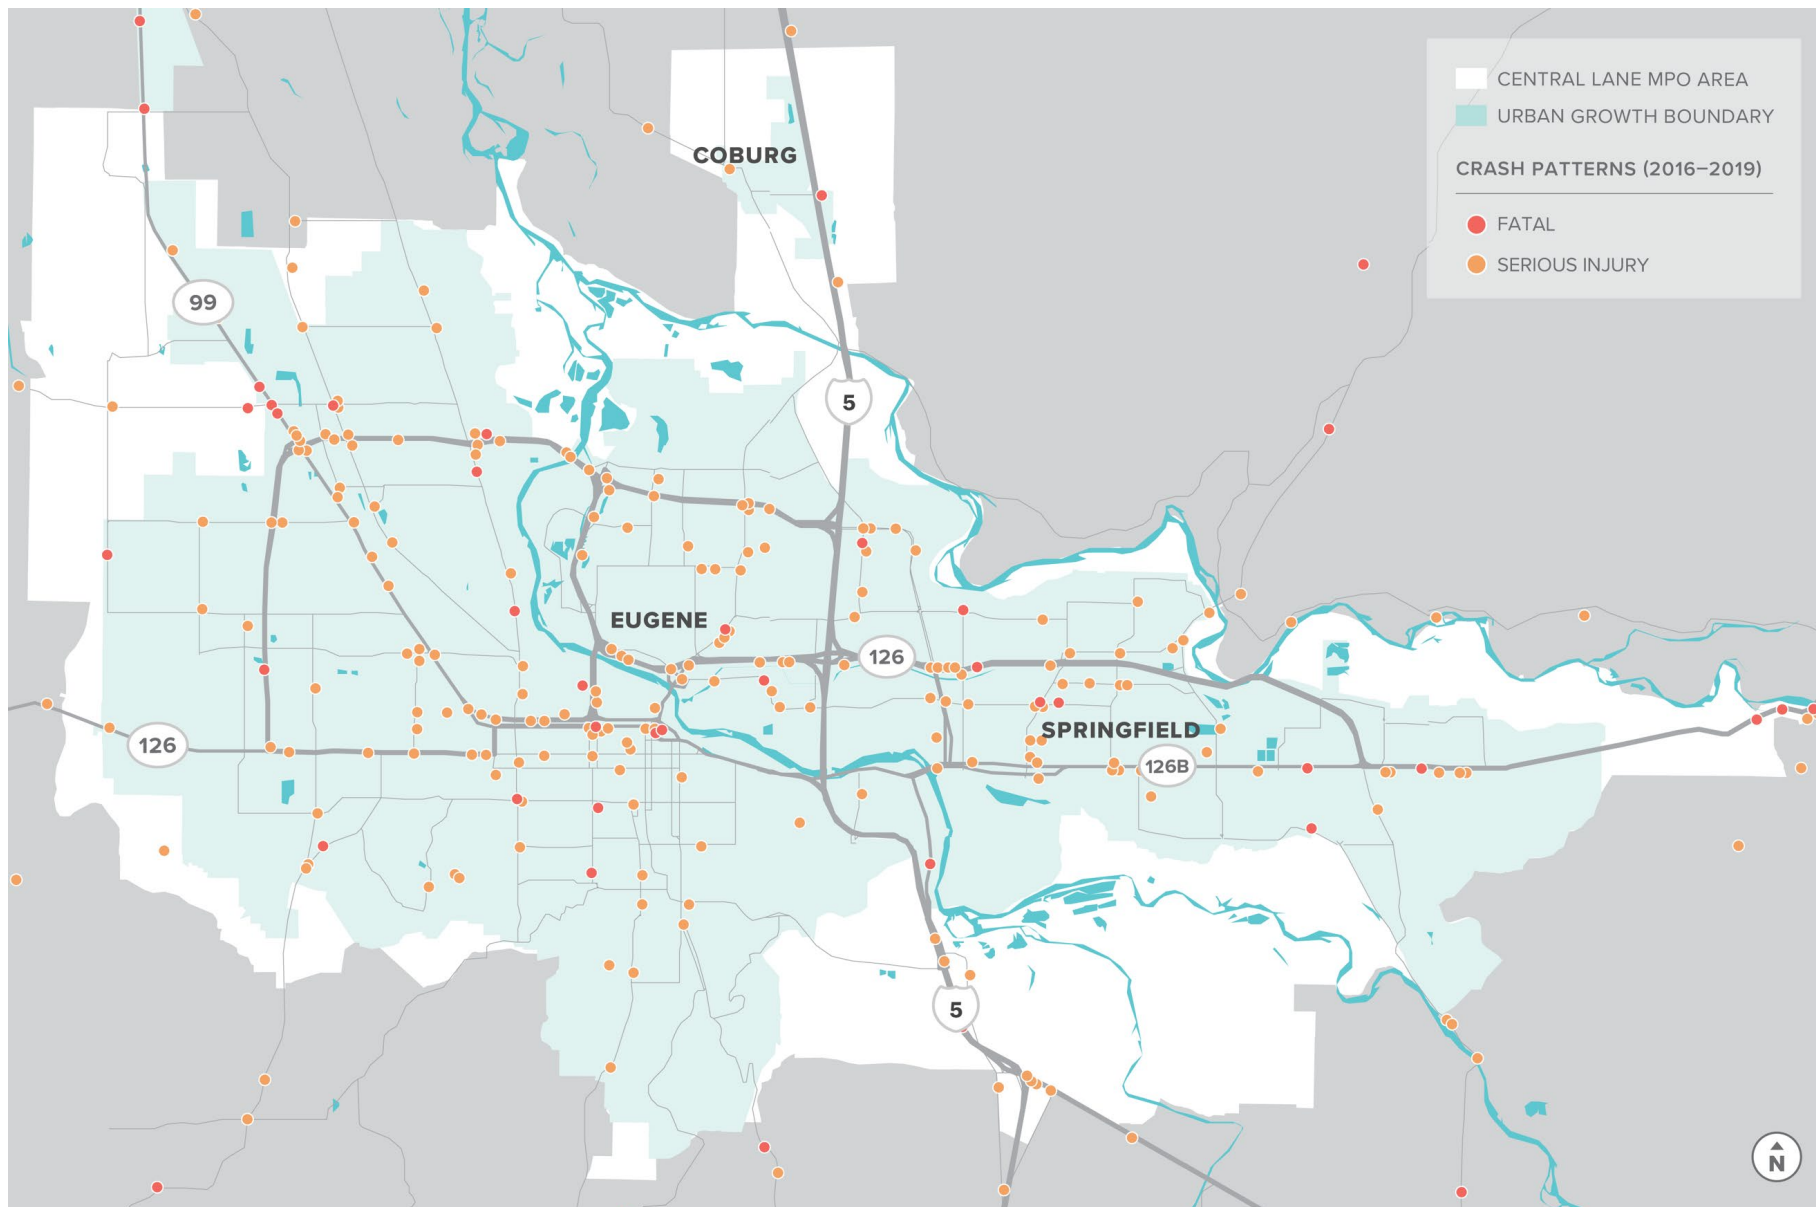 CENTRAL LANE MPO AREA
URBAN GROWTH BOUNDARY
CRASH PATTERNS (2016–2019)
FATAL
SERIOUS INJURY
COBURG
99
5
EUGENE
126
SPRINGFIELD
126
126B
5
N